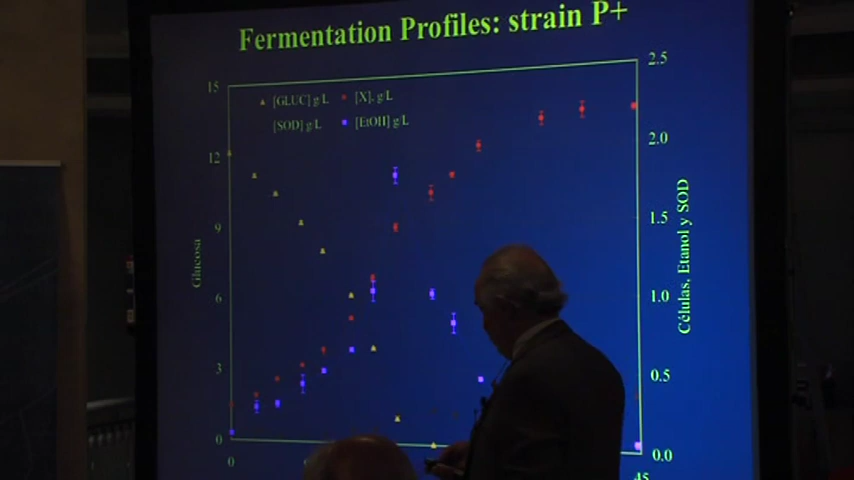 Fermentation Profiles: strain P+
15
12
9
6
3
0
Glucosa
[GLUC] g/L [X], g/L
[SOD] g/L [EtOH] g/L
2.5
2.0
1.5
1.0
0.5
0.0
Células, Etanol y SOD
0
45